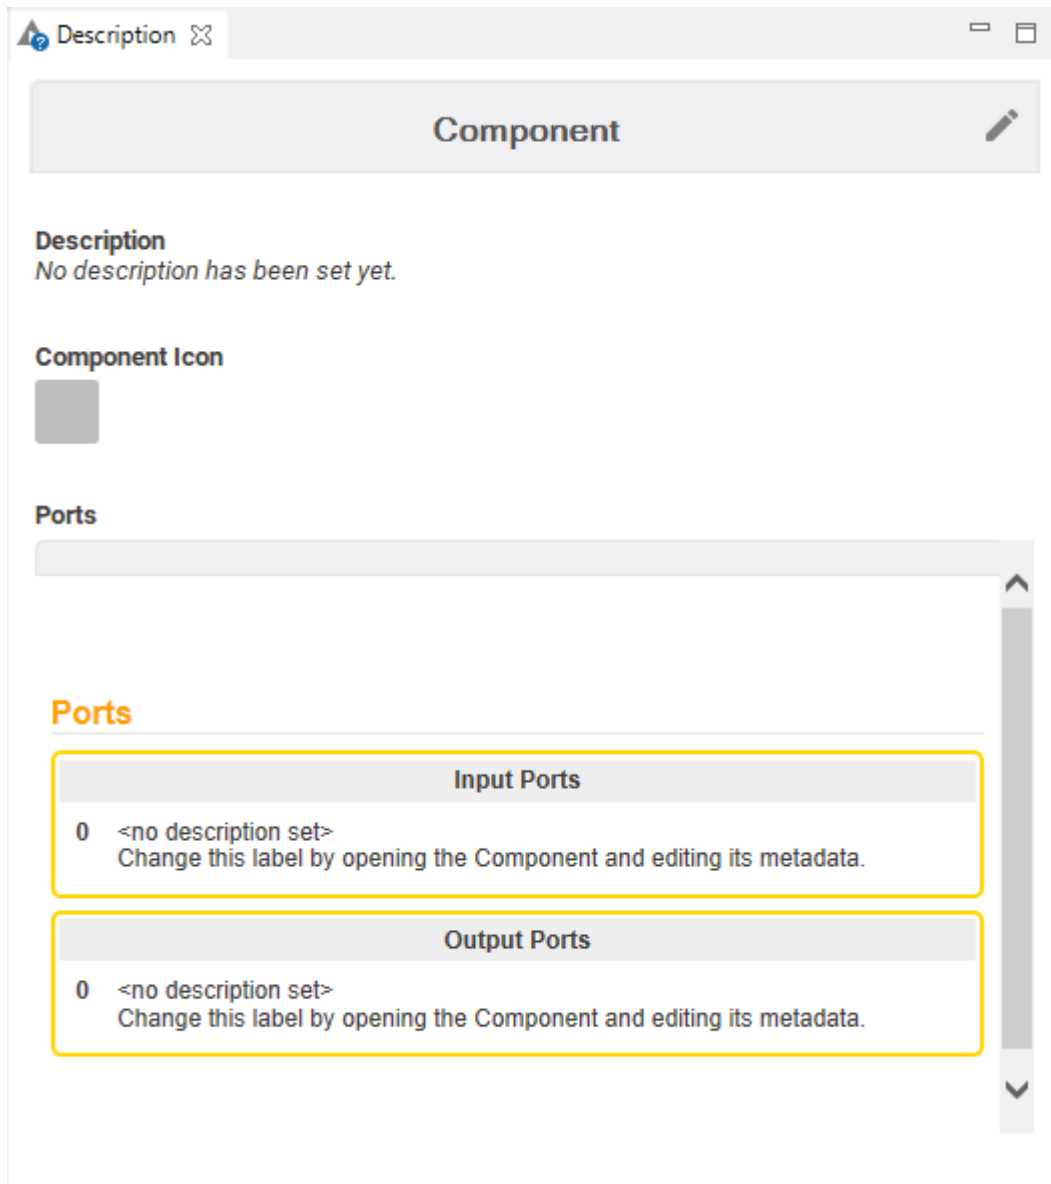 Description
Component
Description
No description has been set yet.
Component Icon
Ports
Ports
Input Ports
0 <no description set>
Change this label by opening the Component and editing its metadata.
Output Ports
0 <no description set>
Change this label by opening the Component and editing its metadata.